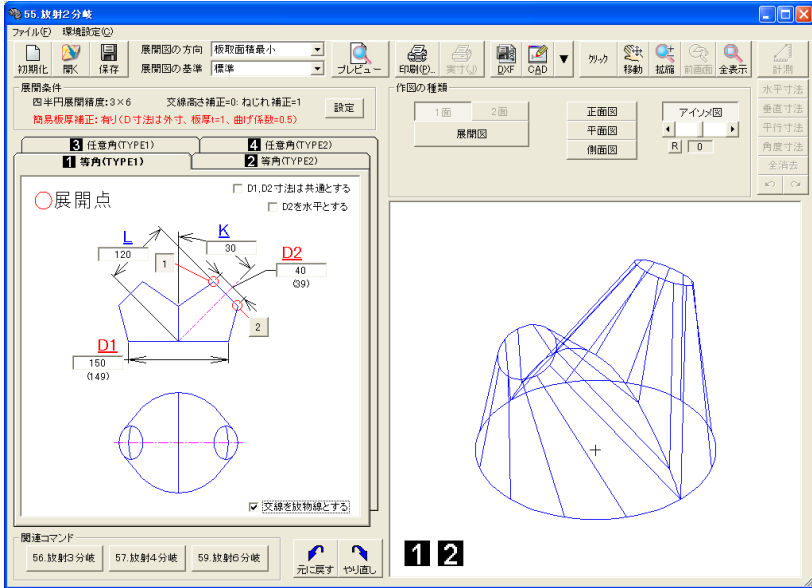 55.放射2分岐
ファイル(F) 環境設定(C)
初期化 開く 保存 展開図の方向 板取面積最小 展開図の基準 標準 プレビュー 印刷(P).. 実寸(J) DXF CAD ▼ クリック 移動 拡縮 前画面 全表示 計測
展開条件
四半円展開精度:3×6 交線高さ補正=0: ねじれ補正=1
簡易板厚補正: 有り(D寸法は外寸、板厚t=1、曲げ係数=0.5)
設定
3 任意角(TYPE1) 4 任意角(TYPE2)
1 等角(TYPE1) 2 等角(TYPE2)
○展開点
D1,D2寸法は共通とする
D2を水平とする
L
120
K
30
D2
40
(39)
1
2
D1
150
(149)
交線を放物線とする
関連コマンド
56.放射3分岐 57.放射4分岐 59.放射6分岐
元に戻す やり直し
作図の種類
1面 2面
展開図
正面図
平面図
側面図
アイソメ図
R 0
水平寸法
垂直寸法
平行寸法
角度寸法
全消去
1 2